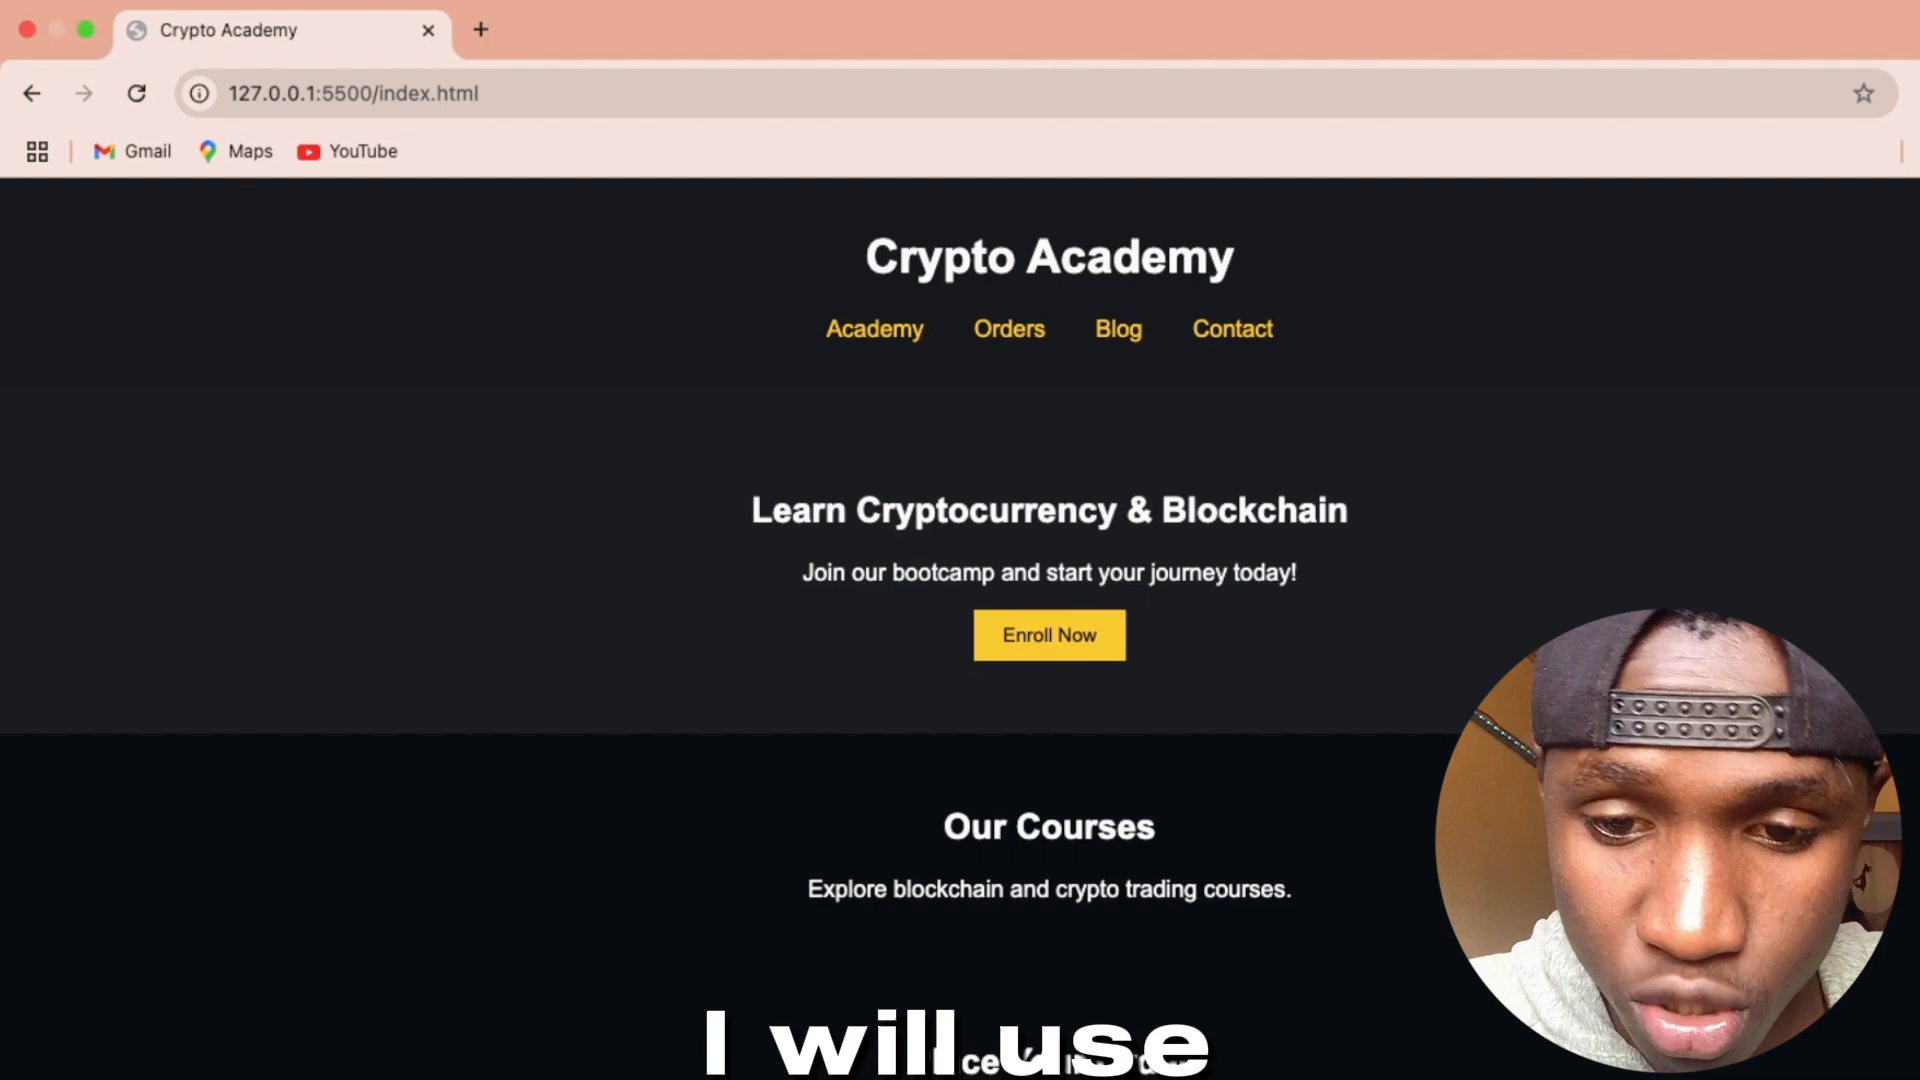 Crypto Academy
127.0.0.1:5500/index.html
Gmail Maps YouTube
Crypto Academy
Academy Orders Blog Contact
Learn Cryptocurrency & Blockchain
Join our bootcamp and start your journey today!
Enroll Now
Our Courses
Explore blockchain and crypto trading courses.
I will use